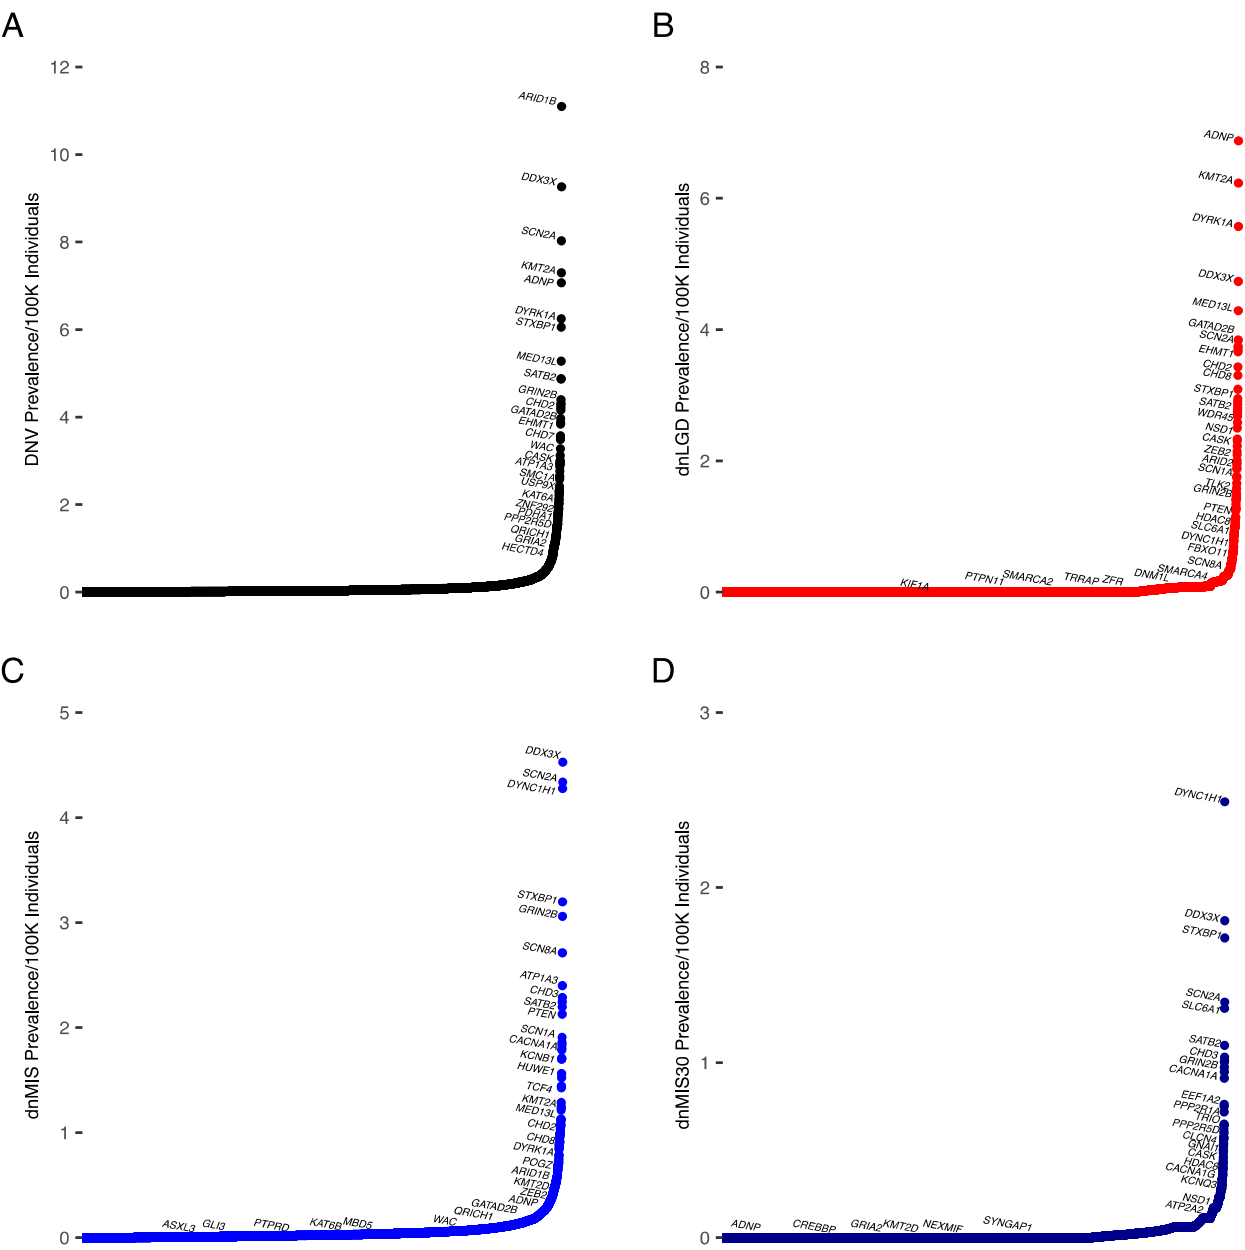 A
DNV Prevalence/100K Individuals
12
10
8
6
4
2
0
ARID1B
DDX3X
SCN2A
KMT2A
ADNP
DYRK1A
STXBP1
MED13L
SATB2
GRIN2B
CHD2
GATAD2B
EHMT1
CHD7
WAC
CASK
ATP1A3
SMC1A
USP9X
KAT6A
ZNF292
PDHA1
PPP2R5D
QRICH1
GRIA2
HECTD4
B
dnLGD Prevalence/100K Individuals
8
6
4
2
0
ADNP
KMT2A
DYRK1A
DDX3X
MED13L
GATAD2B
SCN2A
EHMT1
CHD2
CHD8
STXBP1
SATB2
WDR45
NSD1
CASK
ZEB2
ARID2
SCN1A
TLK2
GRIN2B
PTEN
HDAC8
SLC6A1
DYNC1H1
FBXO11
SCN8A
KIF1A PTPN11 SMARCA2 TRRAP ZFR DNM1L SMARCA4
C
dnMIS Prevalence/100K Individuals
5
4
3
2
1
0
DDX3X
SCN2A
DYNC1H1
STXBP1
GRIN2B
SCN8A
ATP1A3
CHD3
SATB2
PTEN
SCN1A
CACNA1A
KCNB1
HUWE1
TCF4
KMT2A
MED13L
CHD2
CHD8
DYRK1A
POGZ
ARID1B
KMT2D
ZEB2
ADNP
GATAD2B
QRICH1
ASXL3 GLI3 PTPRD KAT6B MBD5 WAC
D
dnMIS30 Prevalence/100K Individuals
3
2
1
0
DYNC1H1
DDX3X
STXBP1
SCN2A
SLC6A1
SATB2
CHD3
GRIN2B
CACNA1A
EEF1A2
PPP2R1A
TRIO
PPP2R5D
CLCN4
GNAI1
CASK
HDAC8
CACNA1G
KCNQ3
NSD1
ATP2A2
ADNP CREBBP GRIA2 KMT2D NEXMIF SYNGAP1